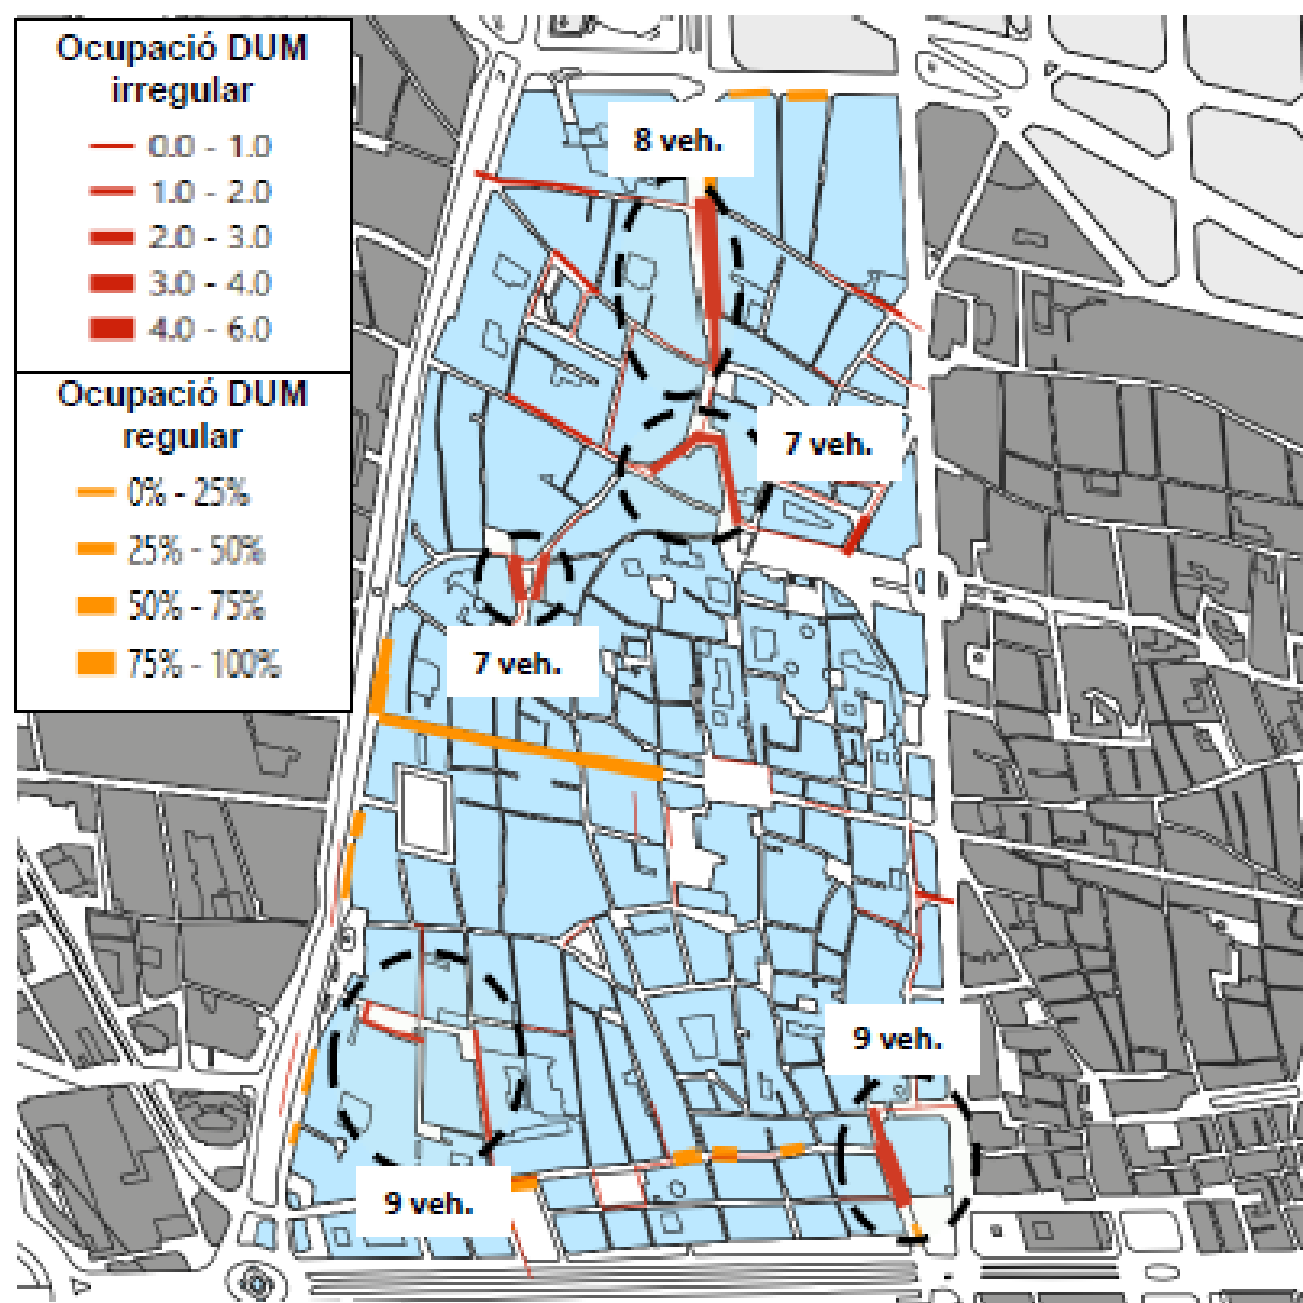 Ocupació DUM
irregular
0.0 - 1.0
1.0 - 2.0
2.0 - 3.0
3.0 - 4.0
4.0 - 6.0
Ocupació DUM
regular
0% - 25%
25% - 50%
50% - 75%
75% - 100%
8 veh.
7 veh.
7 veh.
9 veh.
9 veh.